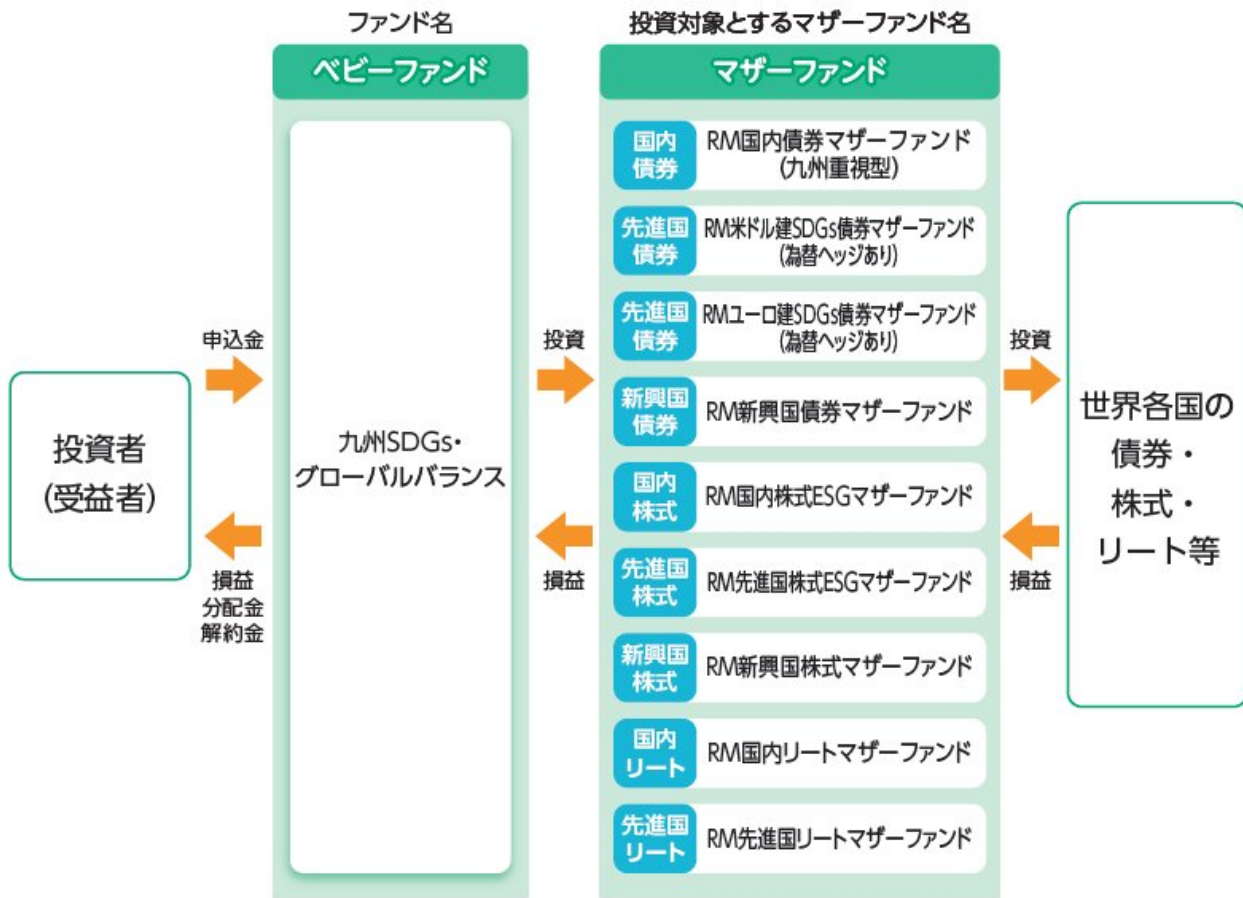 ファンド名
投資対象とするマザーファンド名
ベビーファンド
マザーファンド
投資者
(受益者)
申込金
損益
分配金
解約金
九州SDGs・
グローバルバランス
投資
損益
国内
債券
RM国内債券マザーファンド
(九州重視型)
先進国
債券
RM米ドル建SDGs債券マザーファンド
(為替ヘッジあり)
先進国
債券
RMユーロ建SDGs債券マザーファンド
(為替ヘッジあり)
新興国
債券
RM新興国債券マザーファンド
国内
株式
RM国内株式ESGマザーファンド
先進国
株式
RM先進国株式ESGマザーファンド
新興国
株式
RM新興国株式マザーファンド
国内
リート
RM国内リートマザーファンド
先進国
リート
RM先進国リートマザーファンド
投資
損益
世界各国の
債券・
株式・
リート等